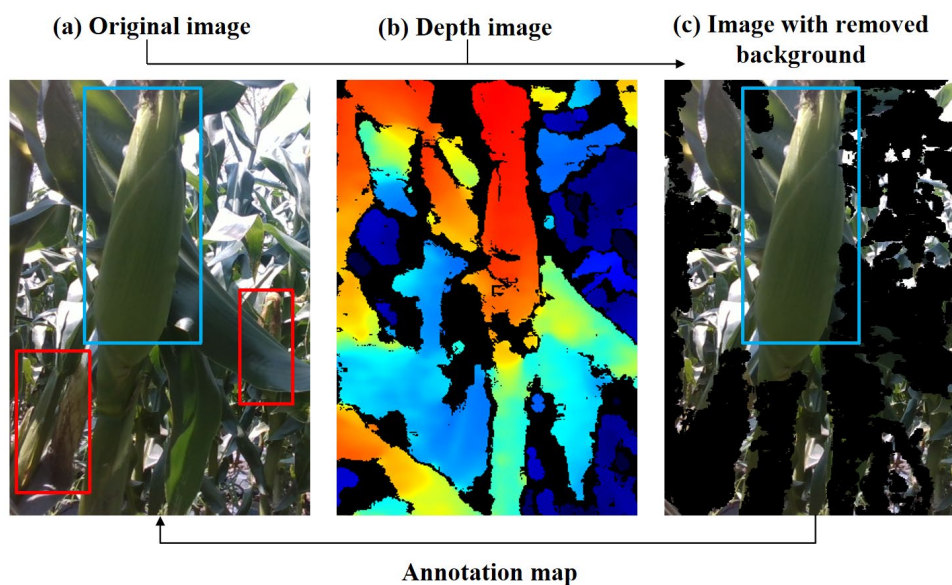 (a) Original image
(b) Depth image
(c) Image with removed
background
Annotation map